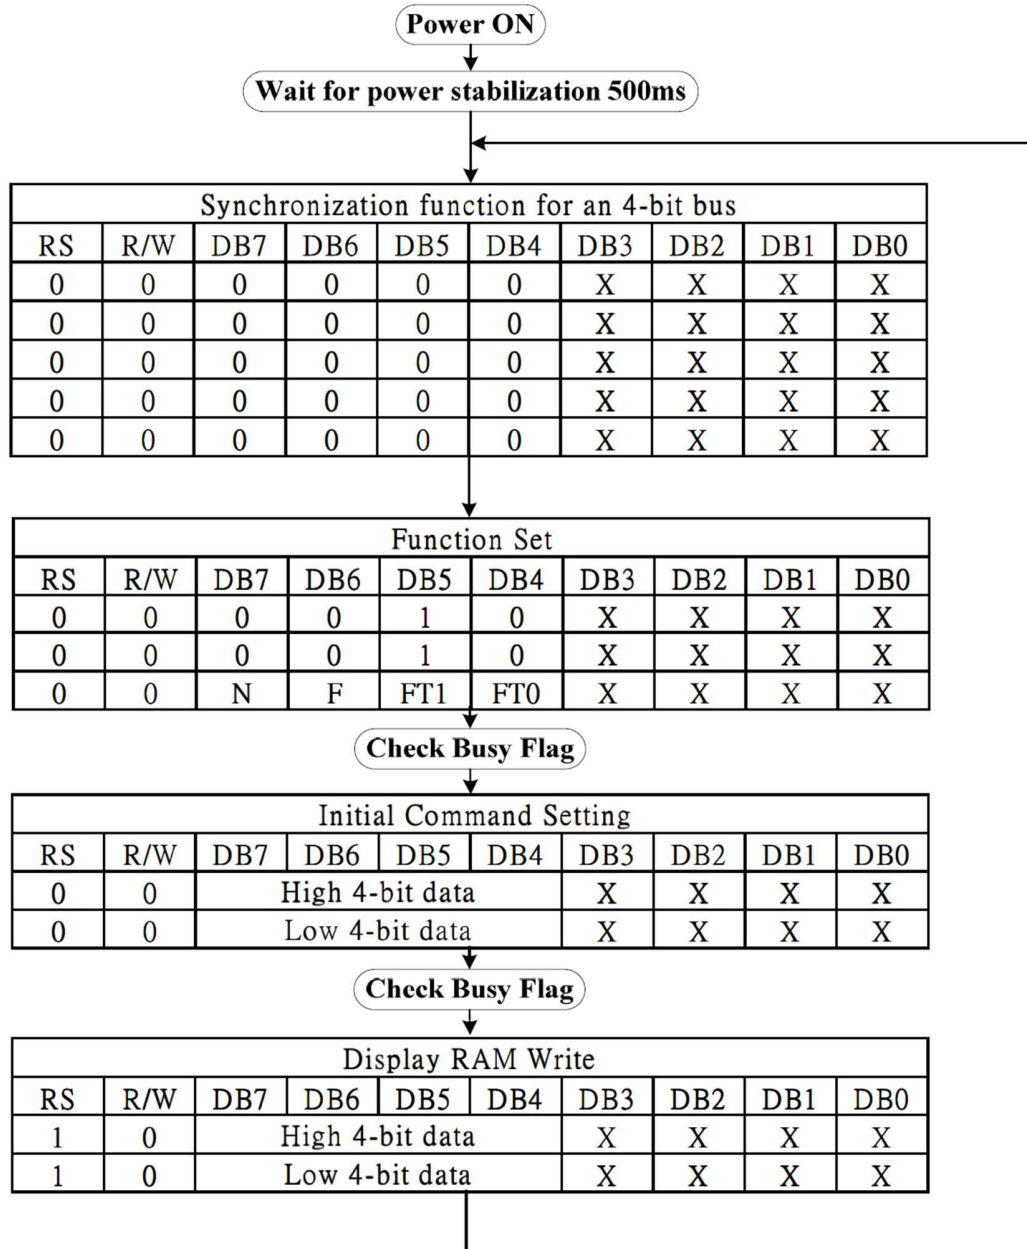 Power ON
Wait for power stabilization 500ms
Synchronization function for an 4-bit bus
RS R/W DB7 DB6 DB5 DB4 DB3 DB2 DB1 DB0
0 0 0 0 0 0 X X X X
0 0 0 0 0 0 X X X X
0 0 0 0 0 0 X X X X
0 0 0 0 0 0 X X X X
0 0 0 0 0 0 X X X X
Function Set
RS R/W DB7 DB6 DB5 DB4 DB3 DB2 DB1 DB0
0 0 0 0 1 0 X X X X
0 0 0 0 1 0 X X X X
0 0 N F FT1 FT0 X X X X
Check Busy Flag
Initial Command Setting
RS R/W DB7 DB6 DB5 DB4 DB3 DB2 DB1 DB0
0 0 High 4-bit data X X X X
0 0 Low 4-bit data X X X X
Check Busy Flag
Display RAM Write
RS R/W DB7 DB6 DB5 DB4 DB3 DB2 DB1 DB0
1 0 High 4-bit data X X X X
1 0 Low 4-bit data X X X X